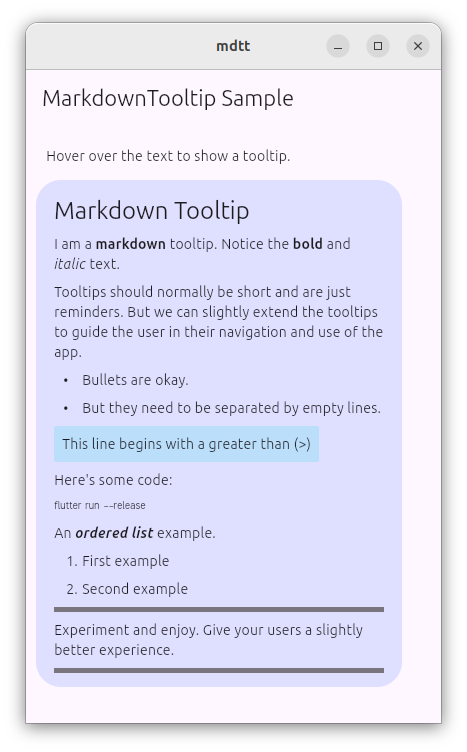 mdtt
MarkdownTooltip Sample
Hover over the text to show a tooltip.
Markdown Tooltip
I am a markdown tooltip. Notice the bold and
italic text.
Tooltips should normally be short and are just
reminders. But we can slightly extend the tooltips
to guide the user in their navigation and use of the
app.
• Bullets are okay.
• But they need to be separated by empty lines.
This line begins with a greater than (>)
Here's some code:
flutter run --release
An ordered list example.
1. First example
2. Second example
Experiment and enjoy. Give your users a slightly
better experience.